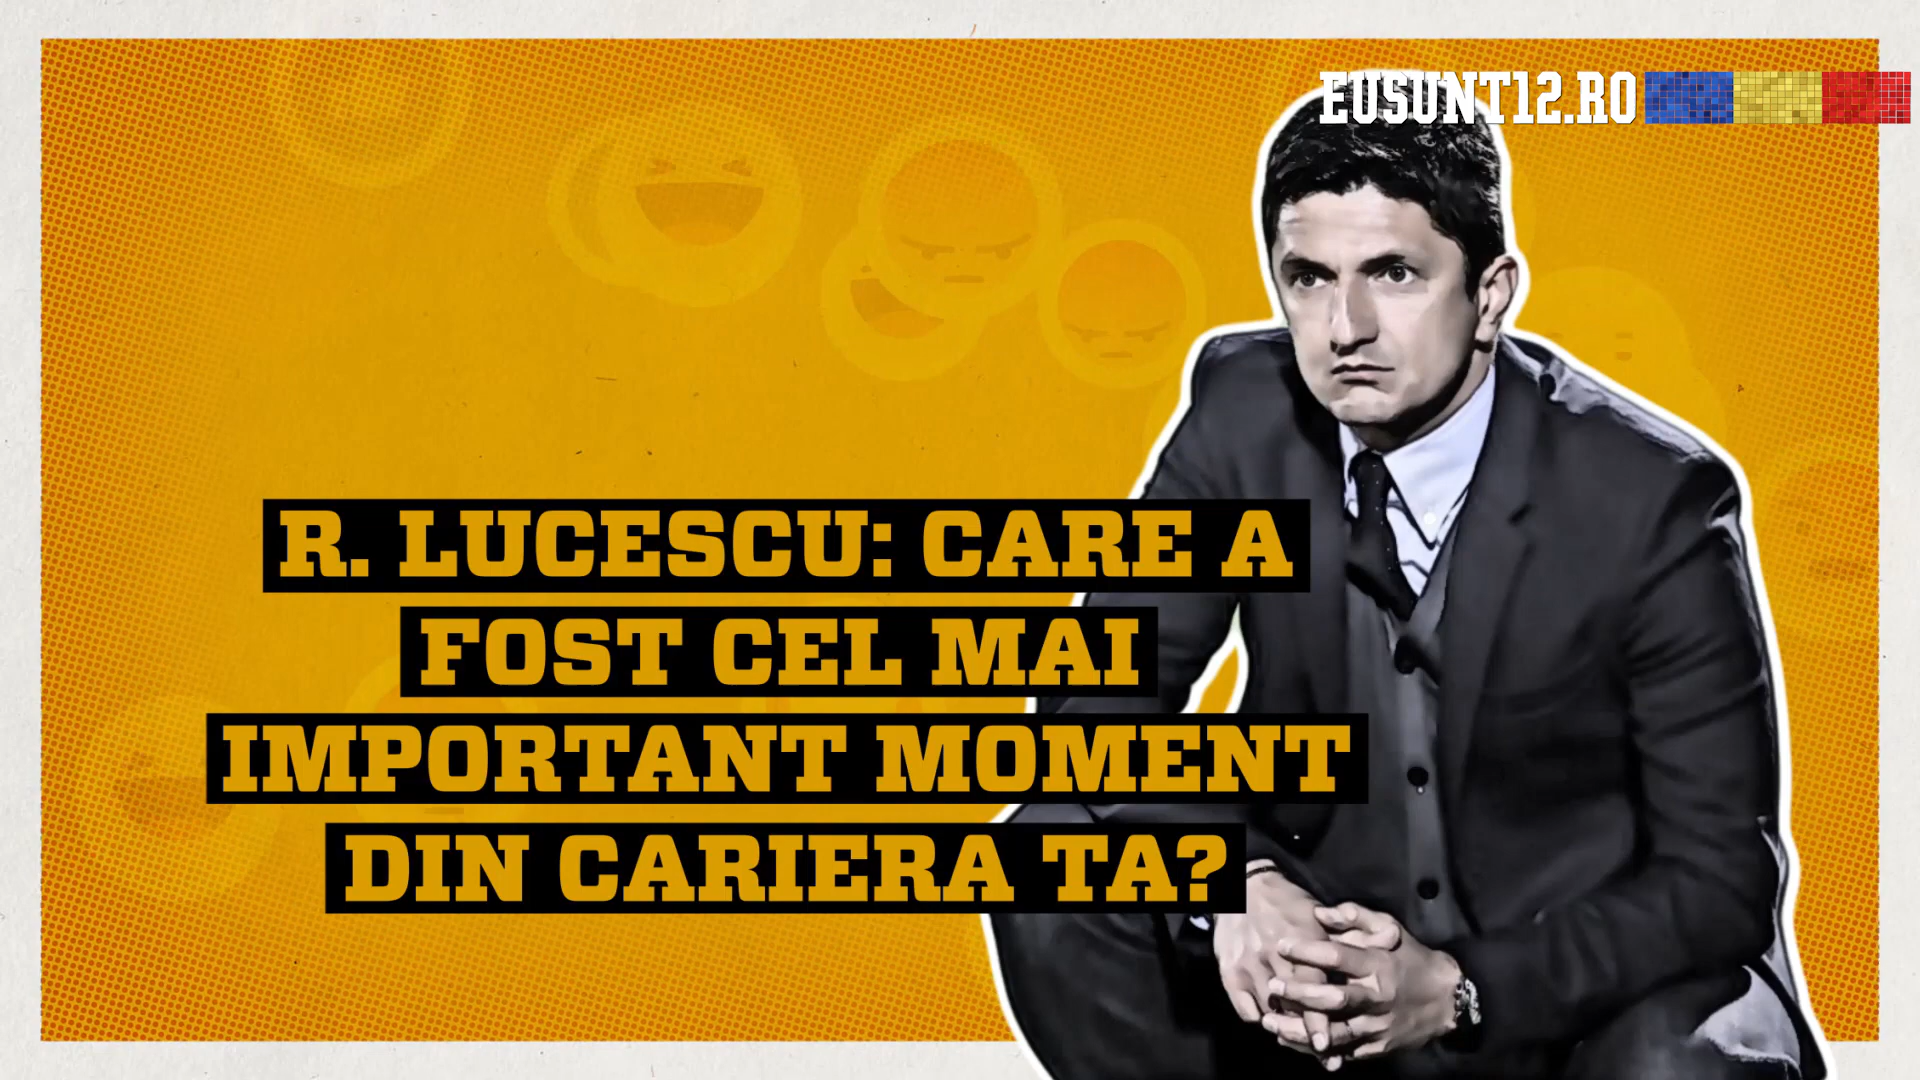 EUSUNT12.RO
R. LUCESCU: CARE A
FOST CEL MAI
IMPORTANT MOMENT
DIN CARIERA TA?